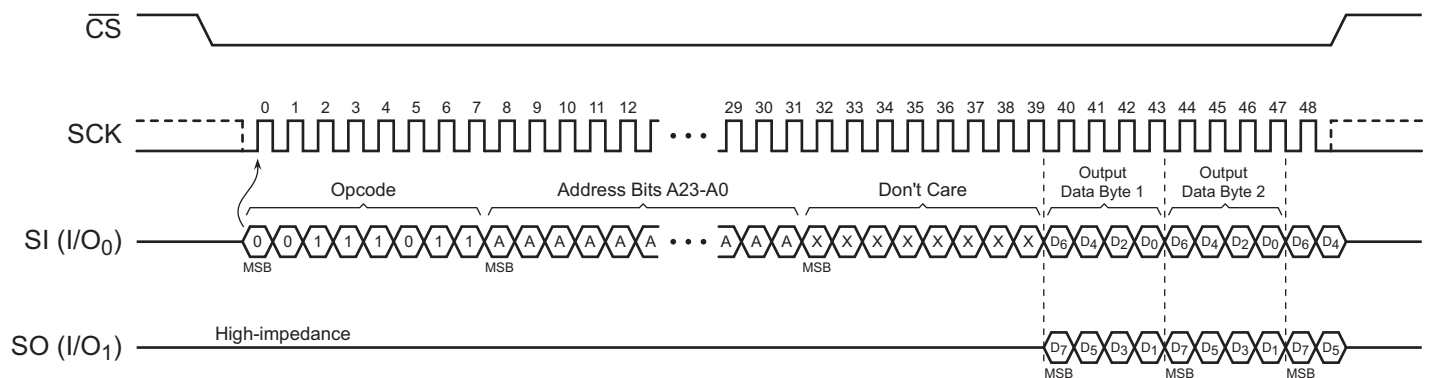 CS
0 1 2 3 4 5 6 7 8 9 10 11 12 29 30 31 32 33 34 35 36 37 38 39 40 41 42 43 44 45 46 47 48
SCK
Opcode Address Bits A23-A0 Don't Care Output Data Byte 1 Output Data Byte 2
SI (I/O0) 0 0 1 1 1 0 1 1 A A A A A A A A A X X X X X X X X D6 D4 D2 D0 D6 D4 D2 D0 D6 D4
MSB MSB MSB
High-impedance
SO (I/O1) D7 D5 D3 D1 D7 D5 D3 D1 D7 D5
MSB MSB MSB